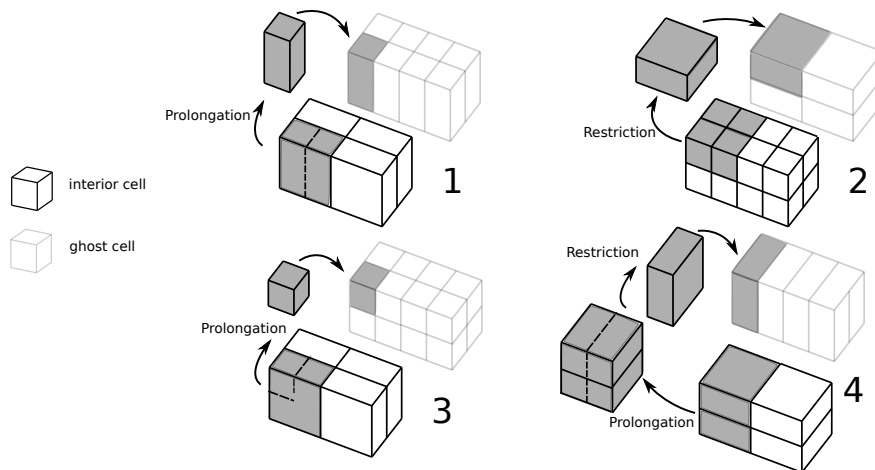 Prolongation
1
Restriction
2
interior cell
ghost cell
Prolongation
3
Restriction
Prolongation
4